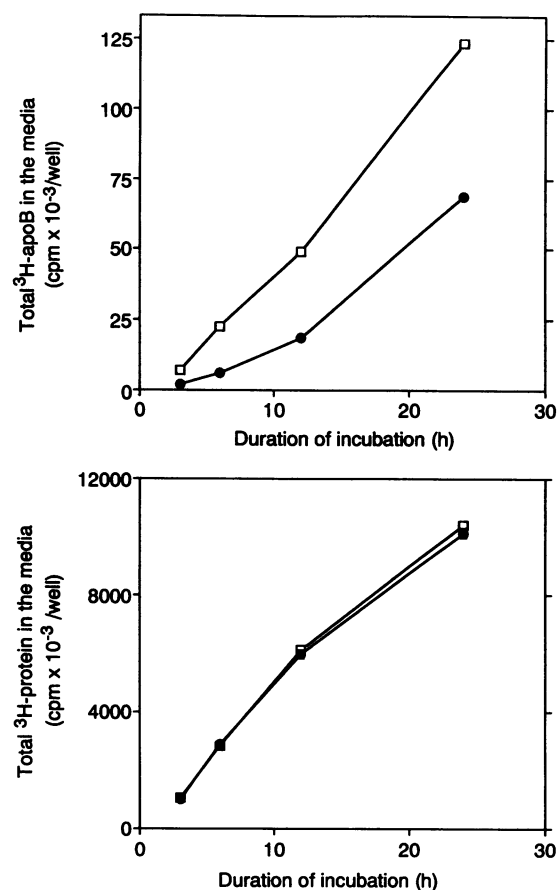 125
100
75
50
25
0
Total ³H-apoB in the media
(cpm x 10⁻³/well)
0 10 20 30
Duration of incubation (h)
12000
8000
4000
0
Total ³H-protein in the media
(cpm x 10⁻³ /well)
0 10 20 30
Duration of incubation (h)